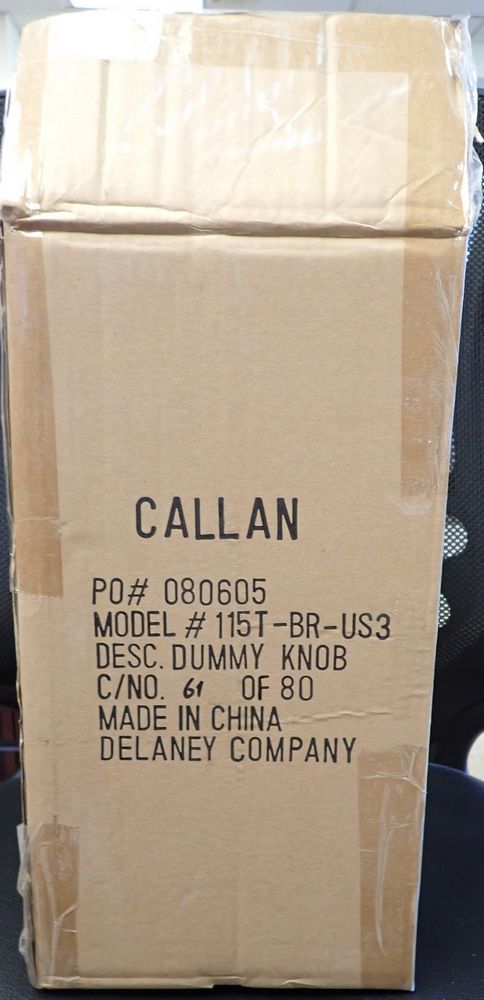 CALLAN
PO# 080605
MODEL # 115T-BR-US3
DESC. DUMMY KNOB
C/NO. 61 OF 80
MADE IN CHINA
DELANEY COMPANY